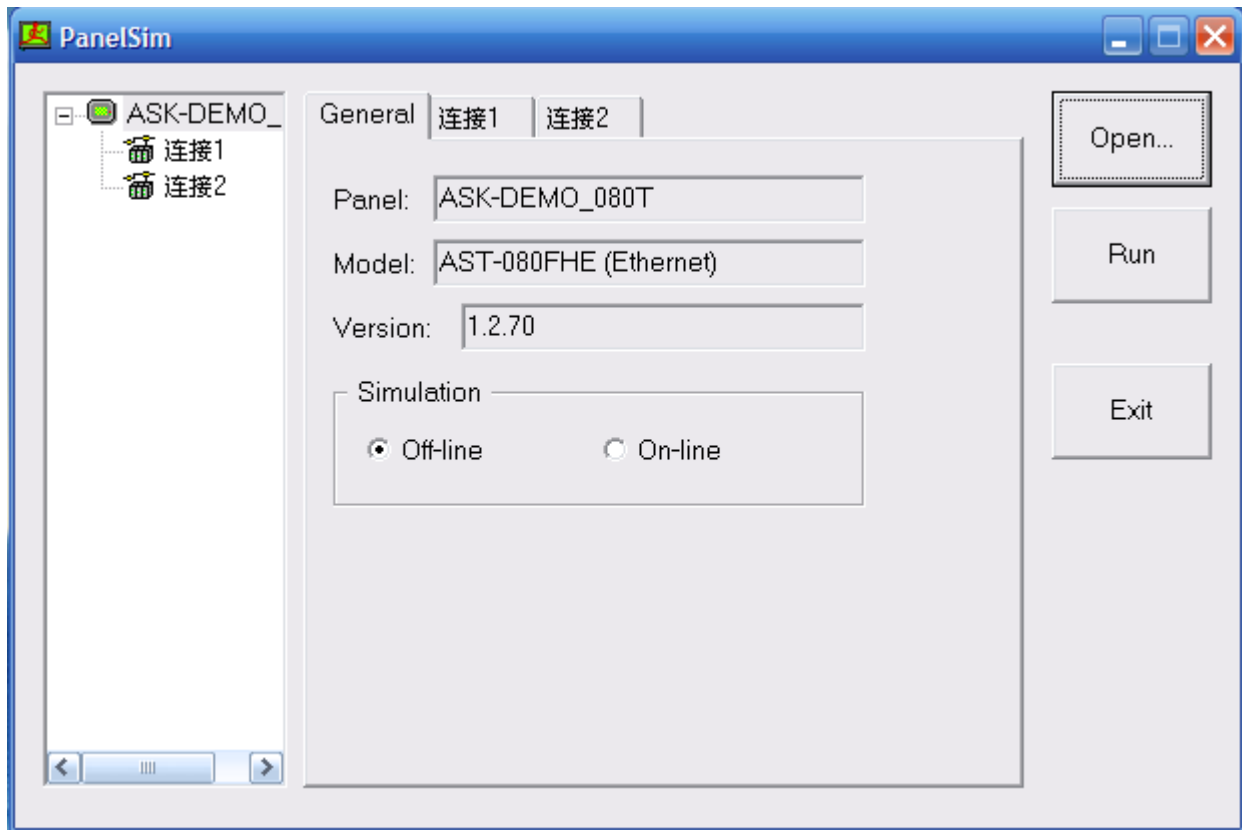 PanelSim
ASK-DEMO_
连接1
连接2
General
连接1
连接2
Panel: ASK-DEMO_080T
Model: AST-080FHE (Ethernet)
Version: 1.2.70
Simulation
Off-line
On-line
Open...
Run
Exit